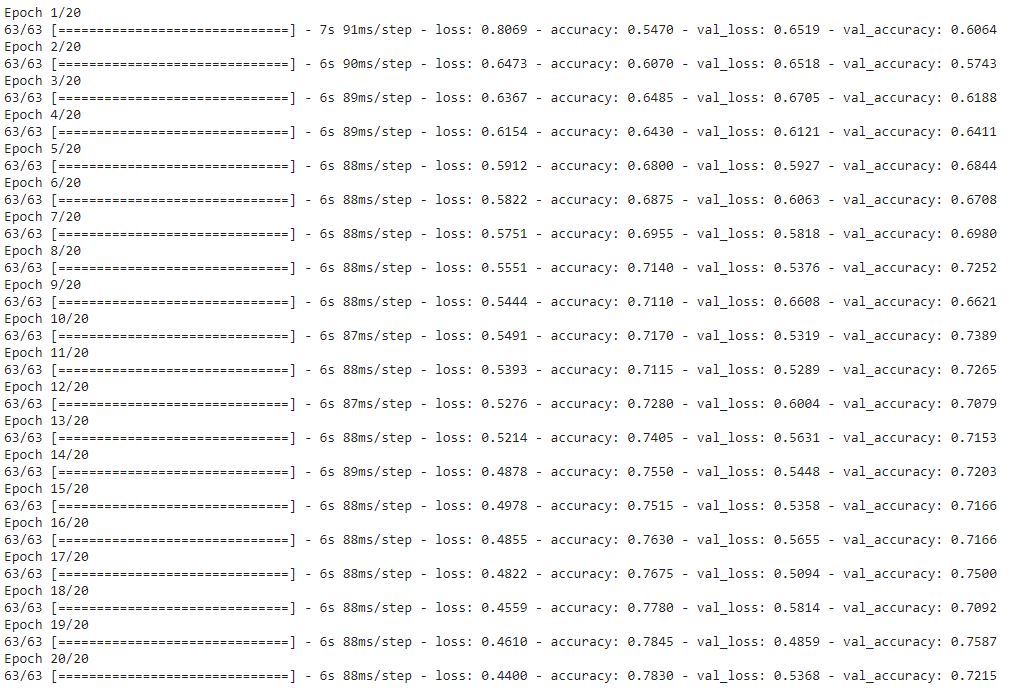 Epoch 1/20
63/63 [==============================] - 7s 91ms/step - loss: 0.8069 - accuracy: 0.5470 - val_loss: 0.6519 - val_accuracy: 0.6064
Epoch 2/20
63/63 [==============================] - 6s 90ms/step - loss: 0.6473 - accuracy: 0.6070 - val_loss: 0.6518 - val_accuracy: 0.5743
Epoch 3/20
63/63 [==============================] - 6s 89ms/step - loss: 0.6367 - accuracy: 0.6485 - val_loss: 0.6705 - val_accuracy: 0.6188
Epoch 4/20
63/63 [==============================] - 6s 89ms/step - loss: 0.6154 - accuracy: 0.6430 - val_loss: 0.6121 - val_accuracy: 0.6411
Epoch 5/20
63/63 [==============================] - 6s 88ms/step - loss: 0.5912 - accuracy: 0.6800 - val_loss: 0.5927 - val_accuracy: 0.6844
Epoch 6/20
63/63 [==============================] - 6s 88ms/step - loss: 0.5822 - accuracy: 0.6875 - val_loss: 0.6063 - val_accuracy: 0.6708
Epoch 7/20
63/63 [==============================] - 6s 88ms/step - loss: 0.5751 - accuracy: 0.6955 - val_loss: 0.5818 - val_accuracy: 0.6980
Epoch 8/20
63/63 [==============================] - 6s 88ms/step - loss: 0.5551 - accuracy: 0.7140 - val_loss: 0.5376 - val_accuracy: 0.7252
Epoch 9/20
63/63 [==============================] - 6s 88ms/step - loss: 0.5444 - accuracy: 0.7110 - val_loss: 0.6608 - val_accuracy: 0.6621
Epoch 10/20
63/63 [==============================] - 6s 87ms/step - loss: 0.5491 - accuracy: 0.7170 - val_loss: 0.5319 - val_accuracy: 0.7389
Epoch 11/20
63/63 [==============================] - 6s 88ms/step - loss: 0.5393 - accuracy: 0.7115 - val_loss: 0.5289 - val_accuracy: 0.7265
Epoch 12/20
63/63 [==============================] - 6s 87ms/step - loss: 0.5276 - accuracy: 0.7280 - val_loss: 0.6004 - val_accuracy: 0.7079
Epoch 13/20
63/63 [==============================] - 6s 88ms/step - loss: 0.5214 - accuracy: 0.7405 - val_loss: 0.5631 - val_accuracy: 0.7153
Epoch 14/20
63/63 [==============================] - 6s 89ms/step - loss: 0.4878 - accuracy: 0.7550 - val_loss: 0.5448 - val_accuracy: 0.7203
Epoch 15/20
63/63 [==============================] - 6s 88ms/step - loss: 0.4978 - accuracy: 0.7515 - val_loss: 0.5358 - val_accuracy: 0.7166
Epoch 16/20
63/63 [==============================] - 6s 88ms/step - loss: 0.4855 - accuracy: 0.7630 - val_loss: 0.5655 - val_accuracy: 0.7166
Epoch 17/20
63/63 [==============================] - 6s 88ms/step - loss: 0.4822 - accuracy: 0.7675 - val_loss: 0.5094 - val_accuracy: 0.7500
Epoch 18/20
63/63 [==============================] - 6s 88ms/step - loss: 0.4559 - accuracy: 0.7780 - val_loss: 0.5814 - val_accuracy: 0.7092
Epoch 19/20
63/63 [==============================] - 6s 88ms/step - loss: 0.4610 - accuracy: 0.7845 - val_loss: 0.4859 - val_accuracy: 0.7587
Epoch 20/20
63/63 [==============================] - 6s 88ms/step - loss: 0.4400 - accuracy: 0.7830 - val_loss: 0.5368 - val_accuracy: 0.7215